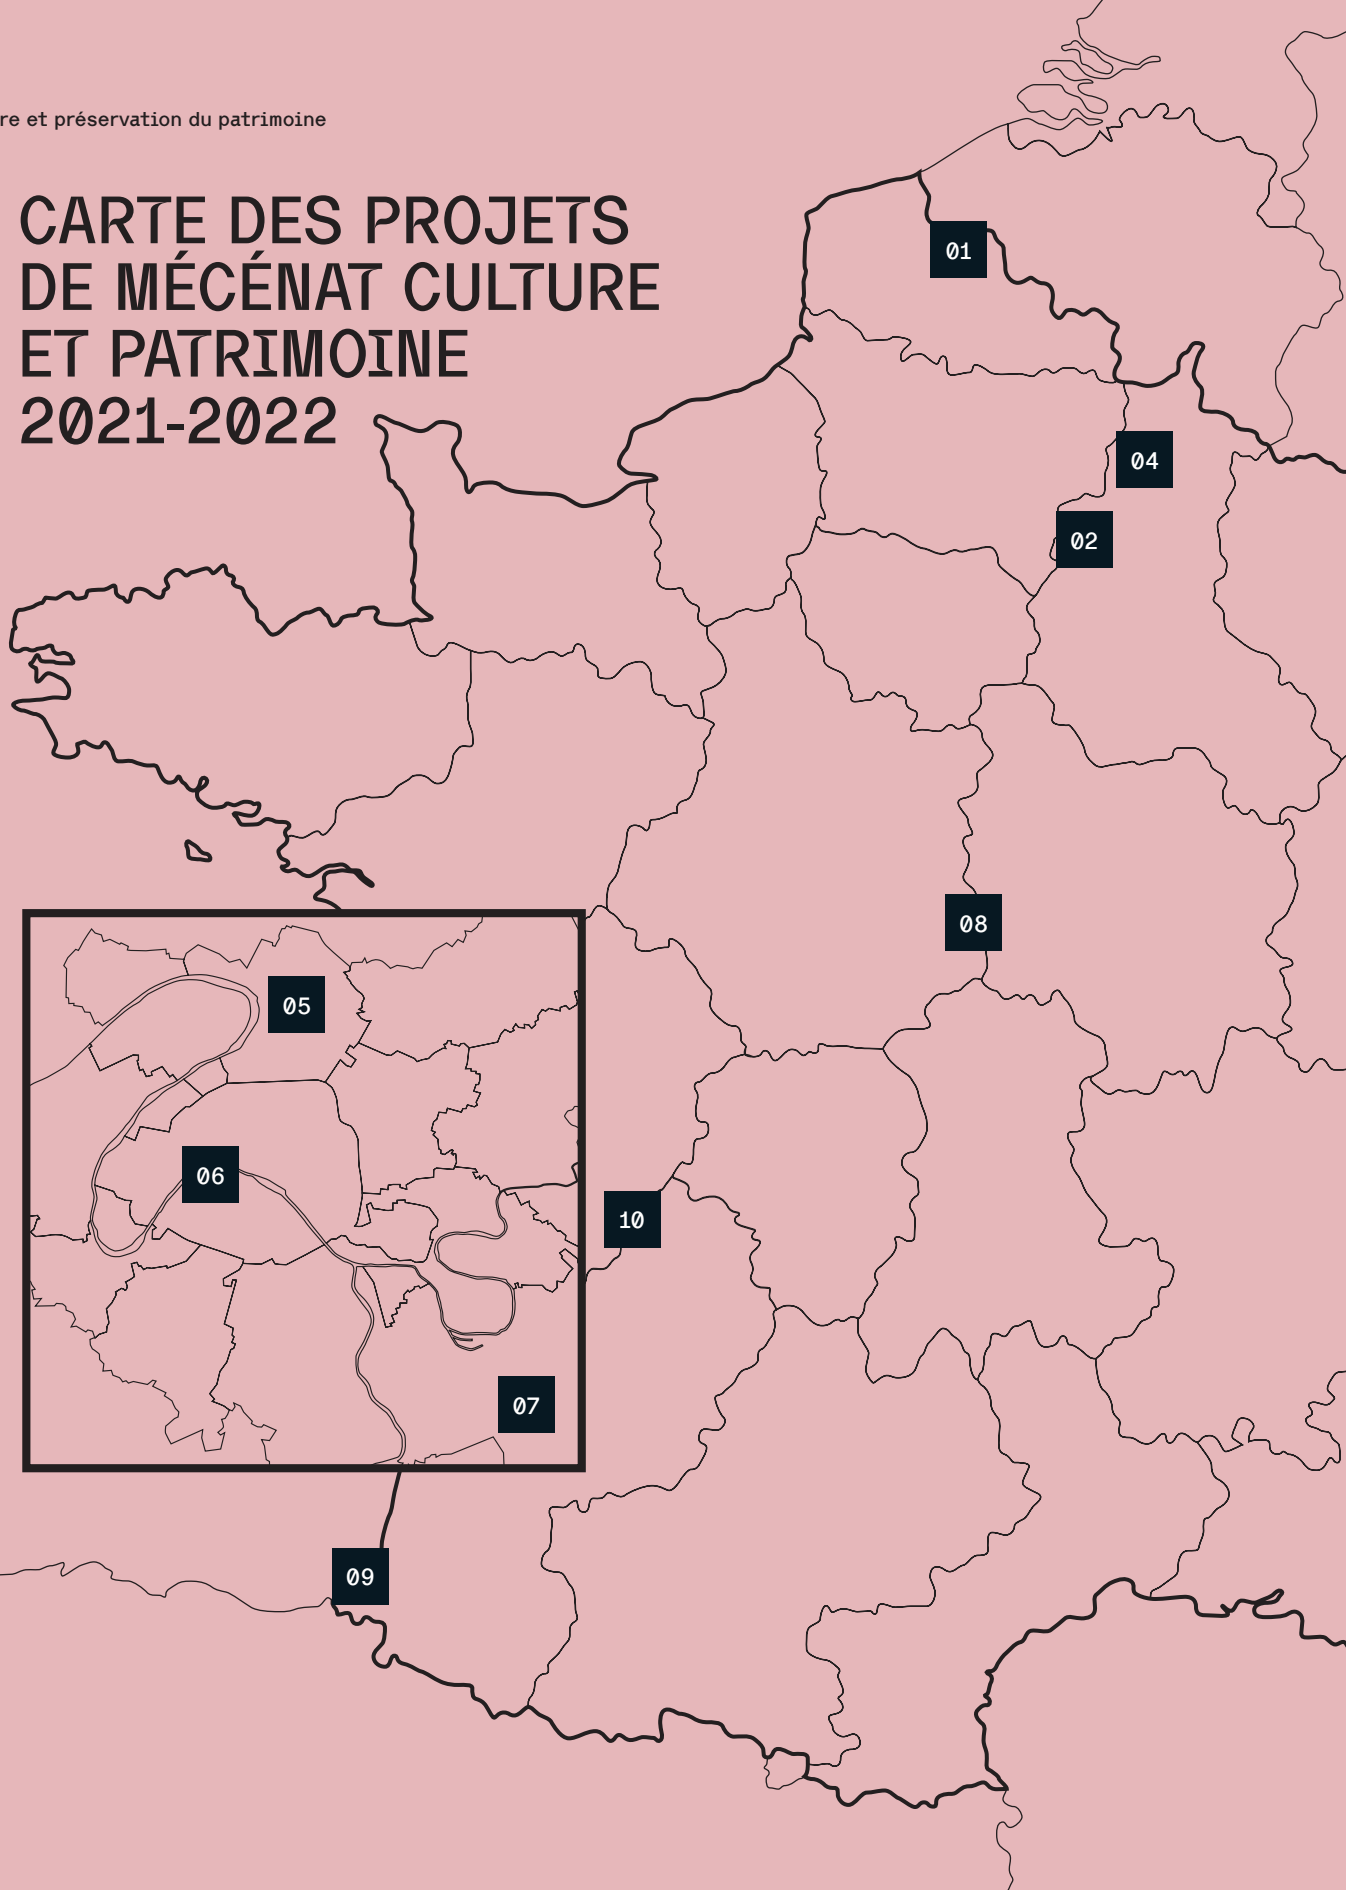 re et préservation du patrimoine
CARTE DES PROJETS
DE MÉCÉNAT CULTURE
ET PATRIMOINE
2021-2022
01
04
02
08
05
06
10
07
09